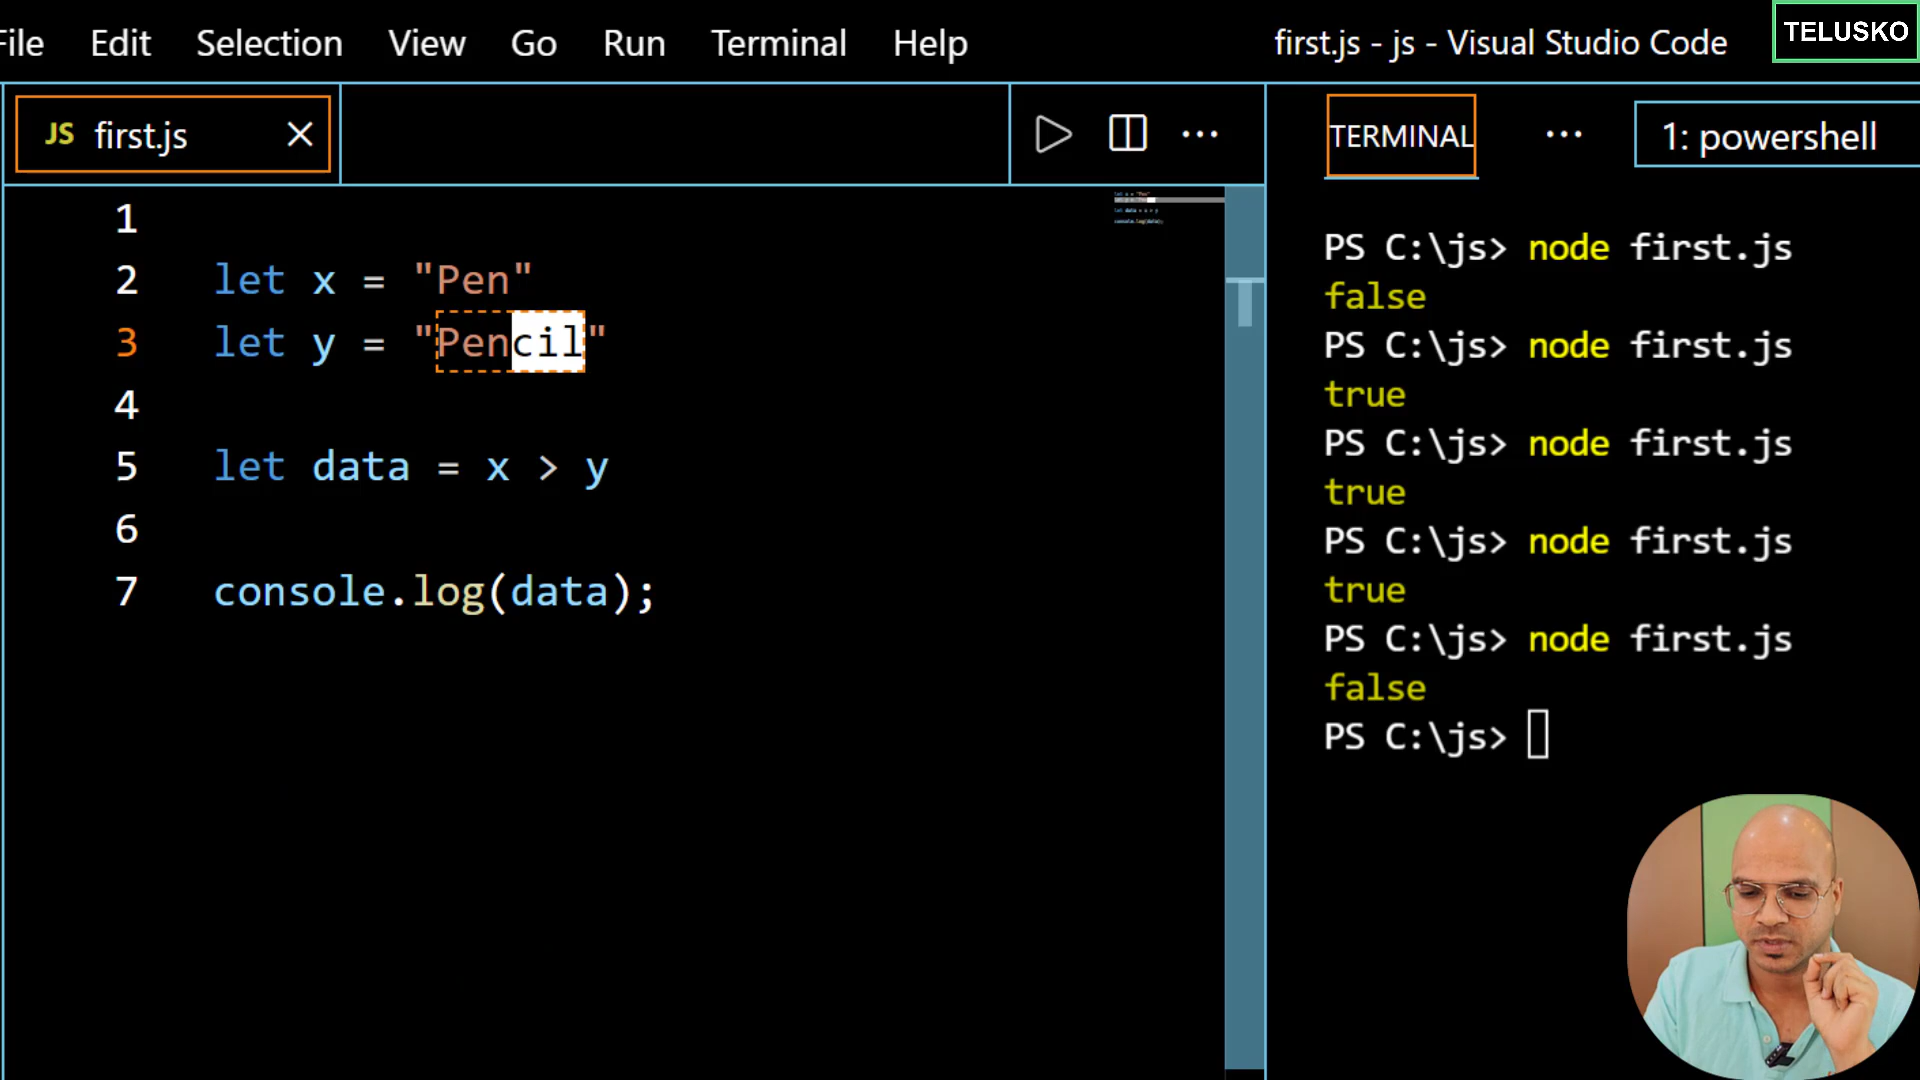 File Edit Selection View Go Run Terminal Help
first.js - js - Visual Studio Code
TELUSKO
JS first.js
TERMINAL
1: powershell
1
2 let x = "Pen"
3 let y = "Pencil"
4
5 let data = x > y
6
7 console.log(data);
PS C:\js> node first.js
false
PS C:\js> node first.js
true
PS C:\js> node first.js
true
PS C:\js> node first.js
true
PS C:\js> node first.js
false
PS C:\js>